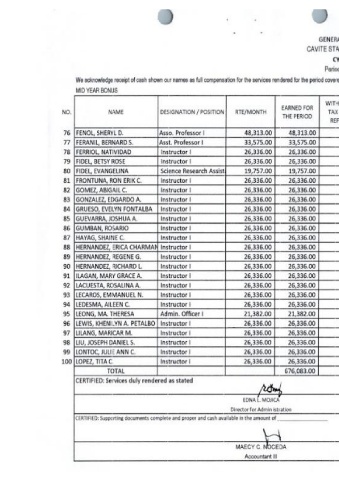 GENERA
CAVITE STA
CY
Perio
We acknowledge receipt of cash shown our names as full compensation for the services rendered for the period covere
MID YEAR BONUS
NO. NAME DESIGNATION / POSITION RTE/MONTH EARNED FOR THE PERIOD WITH TAX REF
76 FENOL, SHERYL D. Asso. Professor I 48,313.00 48,313.00
77 FERANIL, BERNARD S. Asst. Professor I 33,575.00 33,575.00
78 FERRIOL, NATIVIDAD Instructor I 26,336.00 26,336.00
79 FIDEL, BETSY ROSE Instructor I 26,336.00 26,336.00
80 FIDEL, EVANGELINA Science Research Assist 19,757.00 19,757.00
81 FRONTUNA, RON ERIK C. Instructor I 26,336.00 26,336.00
82 GOMEZ, ABIGAIL C. Instructor I 26,336.00 26,336.00
83 GONZALEZ, EDGARDO A. Instructor I 26,336.00 26,336.00
84 GRUESO, EVELYN FONTALBA Instructor I 26,336.00 26,336.00
85 GUEVARRA, JOSHUA A. Instructor I 26,336.00 26,336.00
86 GUMBAN, ROSARIO Instructor I 26,336.00 26,336.00
87 HAYAG, SHAINE C. Instructor I 26,336.00 26,336.00
88 HERNANDEZ, ERICA CHARMAI Instructor I 26,336.00 26,336.00
89 HERNANDEZ, REGENE G. Instructor I 26,336.00 26,336.00
90 HERNANDEZ, RICHARD L. Instructor I 26,336.00 26,336.00
91 ILAGAN, MARY GRACE A. Instructor I 26,336.00 26,336.00
92 LACUESTA, ROSALINA A. Instructor I 26,336.00 26,336.00
93 LECAROS, EMMANUEL N. Instructor I 26,336.00 26,336.00
94 LEDESMA, AILEEN C. Instructor I 26,336.00 26,336.00
95 LEONG, MA. THERESA Admin. Officer I 21,382.00 21,382.00
96 LEWIS, KHENILYN A. PETALBO Instructor I 26,336.00 26,336.00
97 LILANG, MARICAR M. Instructor I 26,336.00 26,336.00
98 LIU, JOSEPH DANIEL S. Instructor I 26,336.00 26,336.00
99 LONTOC, JULIE ANN C. Instructor I 26,336.00 26,336.00
100 LOPEZ, TITA C. Instructor I 26,336.00 26,336.00
TOTAL 676,083.00
CERTIFIED: Services duly rendered as stated
EDNA L. MOJICA
Director for Administration
CERTIFIED: Supporting documents complete and proper and cash available in the amount of
MAECY C. NOCEDA
Accountant III